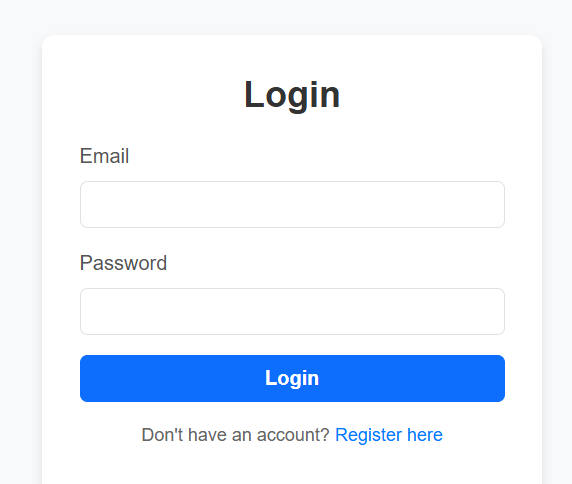 Login
Email
Password
Login
Don't have an account? Register here